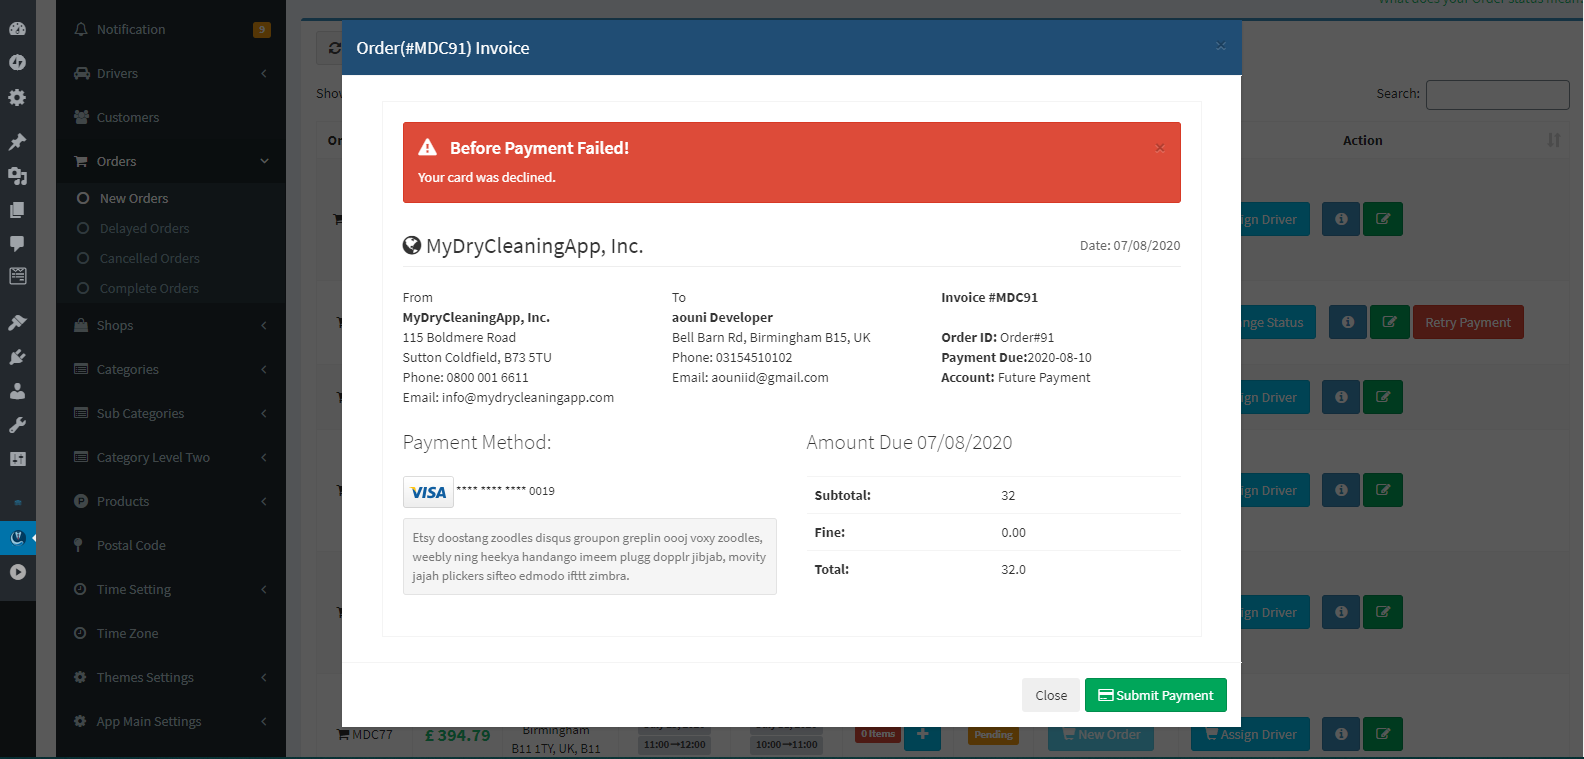 What does your Order Status mean?
Notification
9
Drivers
Customers
Orders
New Orders
Delayed Orders
Cancelled Orders
Complete Orders
Shops
Categories
Sub Categories
Category Level Two
Products
Postal Code
Time Setting
Time Zone
Themes Settings
App Main Settings
Order(#MDC91) Invoice
×
Search:
Action
Before Payment Failed!
×
Your card was declined.
MyDryCleaningApp, Inc.
Date: 07/08/2020
From
MyDryCleaningApp, Inc.
115 Boldmere Road
Sutton Coldfield, B73 5TU
Phone: 0800 001 6611
Email: info@mydrycleaningapp.com
To
aouni Developer
Bell Barn Rd, Birmingham B15, UK
Phone: 03154510102
Email: aouniid@gmail.com
Invoice #MDC91
Order ID: Order#91
Payment Due:2020-08-10
Account: Future Payment
Payment Method:
VISA **** **** **** 0019
Etsy doostang zoodles disqus groupon greplin oooj voxy zoodles,
weebly ning heekya handango imeem plugg dopplr jibjab, movity
jajah plickers sifteo edmodo ifttt zimbra.
Amount Due 07/08/2020
Subtotal: 32
Fine: 0.00
Total: 32.0
Close
Submit Payment
ign Driver
nge Status
Retry Payment
ign Driver
ign Driver
ign Driver
MDC77
£ 394.79
Birmingham
B11 1TY, UK, B11
11:00→12:00
10:00→11:00
0 Items
Pending
New Order
Assign Driver